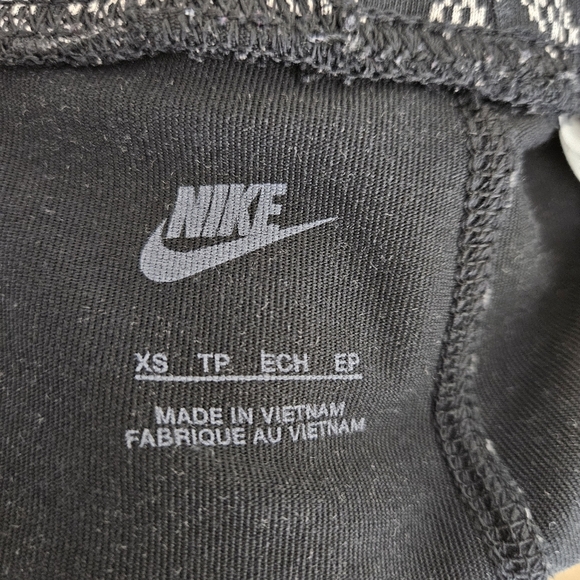 NIKE
XS TP ECH EP
MADE IN VIETNAM
FABRIQUE AU VIETNAM